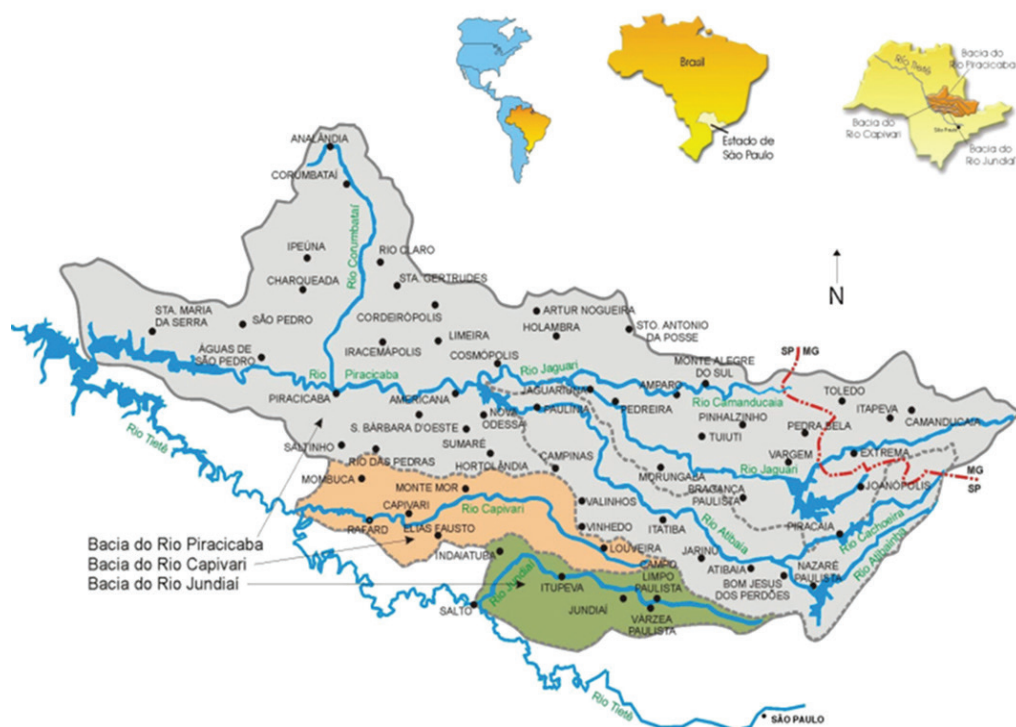 Brasil
Estado de
São Paulo
Rio Tietê
Bacia do
Rio Piracicaba
Bacia do
Rio Capivari
São Paulo
Bacia do
Rio Jundiaí
N
ANALÂNDIA
CORUMBATAÍ
Rio Corumbataí
IPEÚNA
RIO CLARO
CHARQUEADA
STA. GERTRUDES
STA. MARIA
DA SERRA
SÃO PEDRO
CORDEIRÓPOLIS
ARTUR NOGUEIRA
HOLAMBRA
STO. ANTONIO
DA POSSE
LIMEIRA
IRACEMÁPOLIS
ÁGUAS DE
SÃO PEDRO
COSMÓPOLIS
SP
MG
MONTE ALEGRE
DO SUL
Rio Piracicaba
Rio Jaguari
PIRACICABA
AMERICANA
JAGUARIUNA
AMPARO
Rio Camanducaia
TOLEDO
ITAPEVA
CAMANDUCAIA
PAULÍNIA
PEDREIRA
PINHALZINHO
PEDRA BELA
NOVA
ODESSA
S. BÁRBARA D'OESTE
TUIUTI
SALTINHO
SUMARÉ
RIO DAS PEDRAS
HORTOLÂNDIA
CAMPINAS
VARGEM
EXTREMA
MORUNGABA
Rio Jaguari
MG
SP
MOMBUCA
MONTE MOR
BRAGANÇA
PAULISTA
JOANÓPOLIS
Rio Tietê
CAPIVARI
Rio Capivari
VALINHOS
RAFARD
ELIAS FAUSTO
VINHEDO
ITATIBA
Rio Atibaia
PIRACAIA
Rio Cachoeira
Rio Atibainha
Bacia do Rio Piracicaba
Bacia do Rio Capivari
Bacia do Rio Jundiaí
INDAIATUBA
LOUVEIRA
JARINU
ATIBAIA
NAZARÉ
PAULISTA
BOM JESUS
DOS PERDÕES
CAMPO
LIMPO
PAULISTA
ITUPEVA
Rio Jundiaí
SALTO
JUNDIAÍ
VÁRZEA
PAULISTA
Rio Tietê
SÃO PAULO